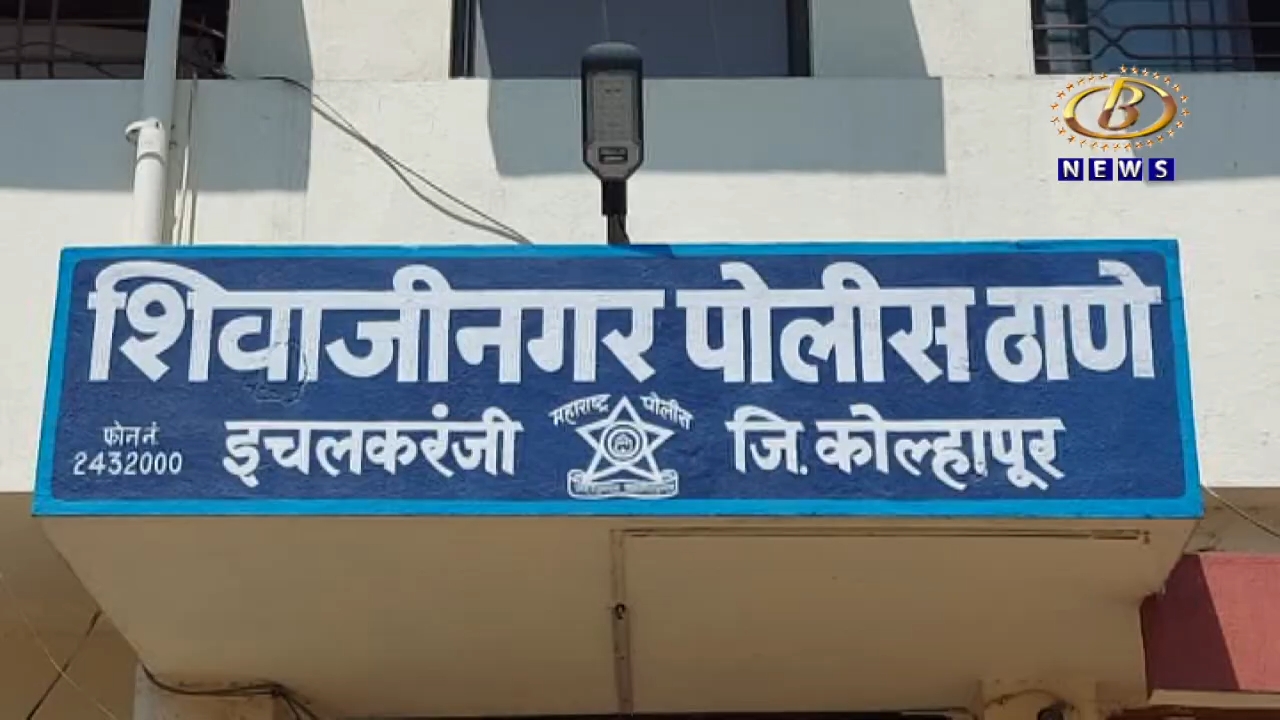 B
NEWS
शिवाजीनगर पोलीस ठाणे
फोन नं.
2432000
इचलकरंजी
महाराष्ट्र पोलीस
जि. कोल्हापूर